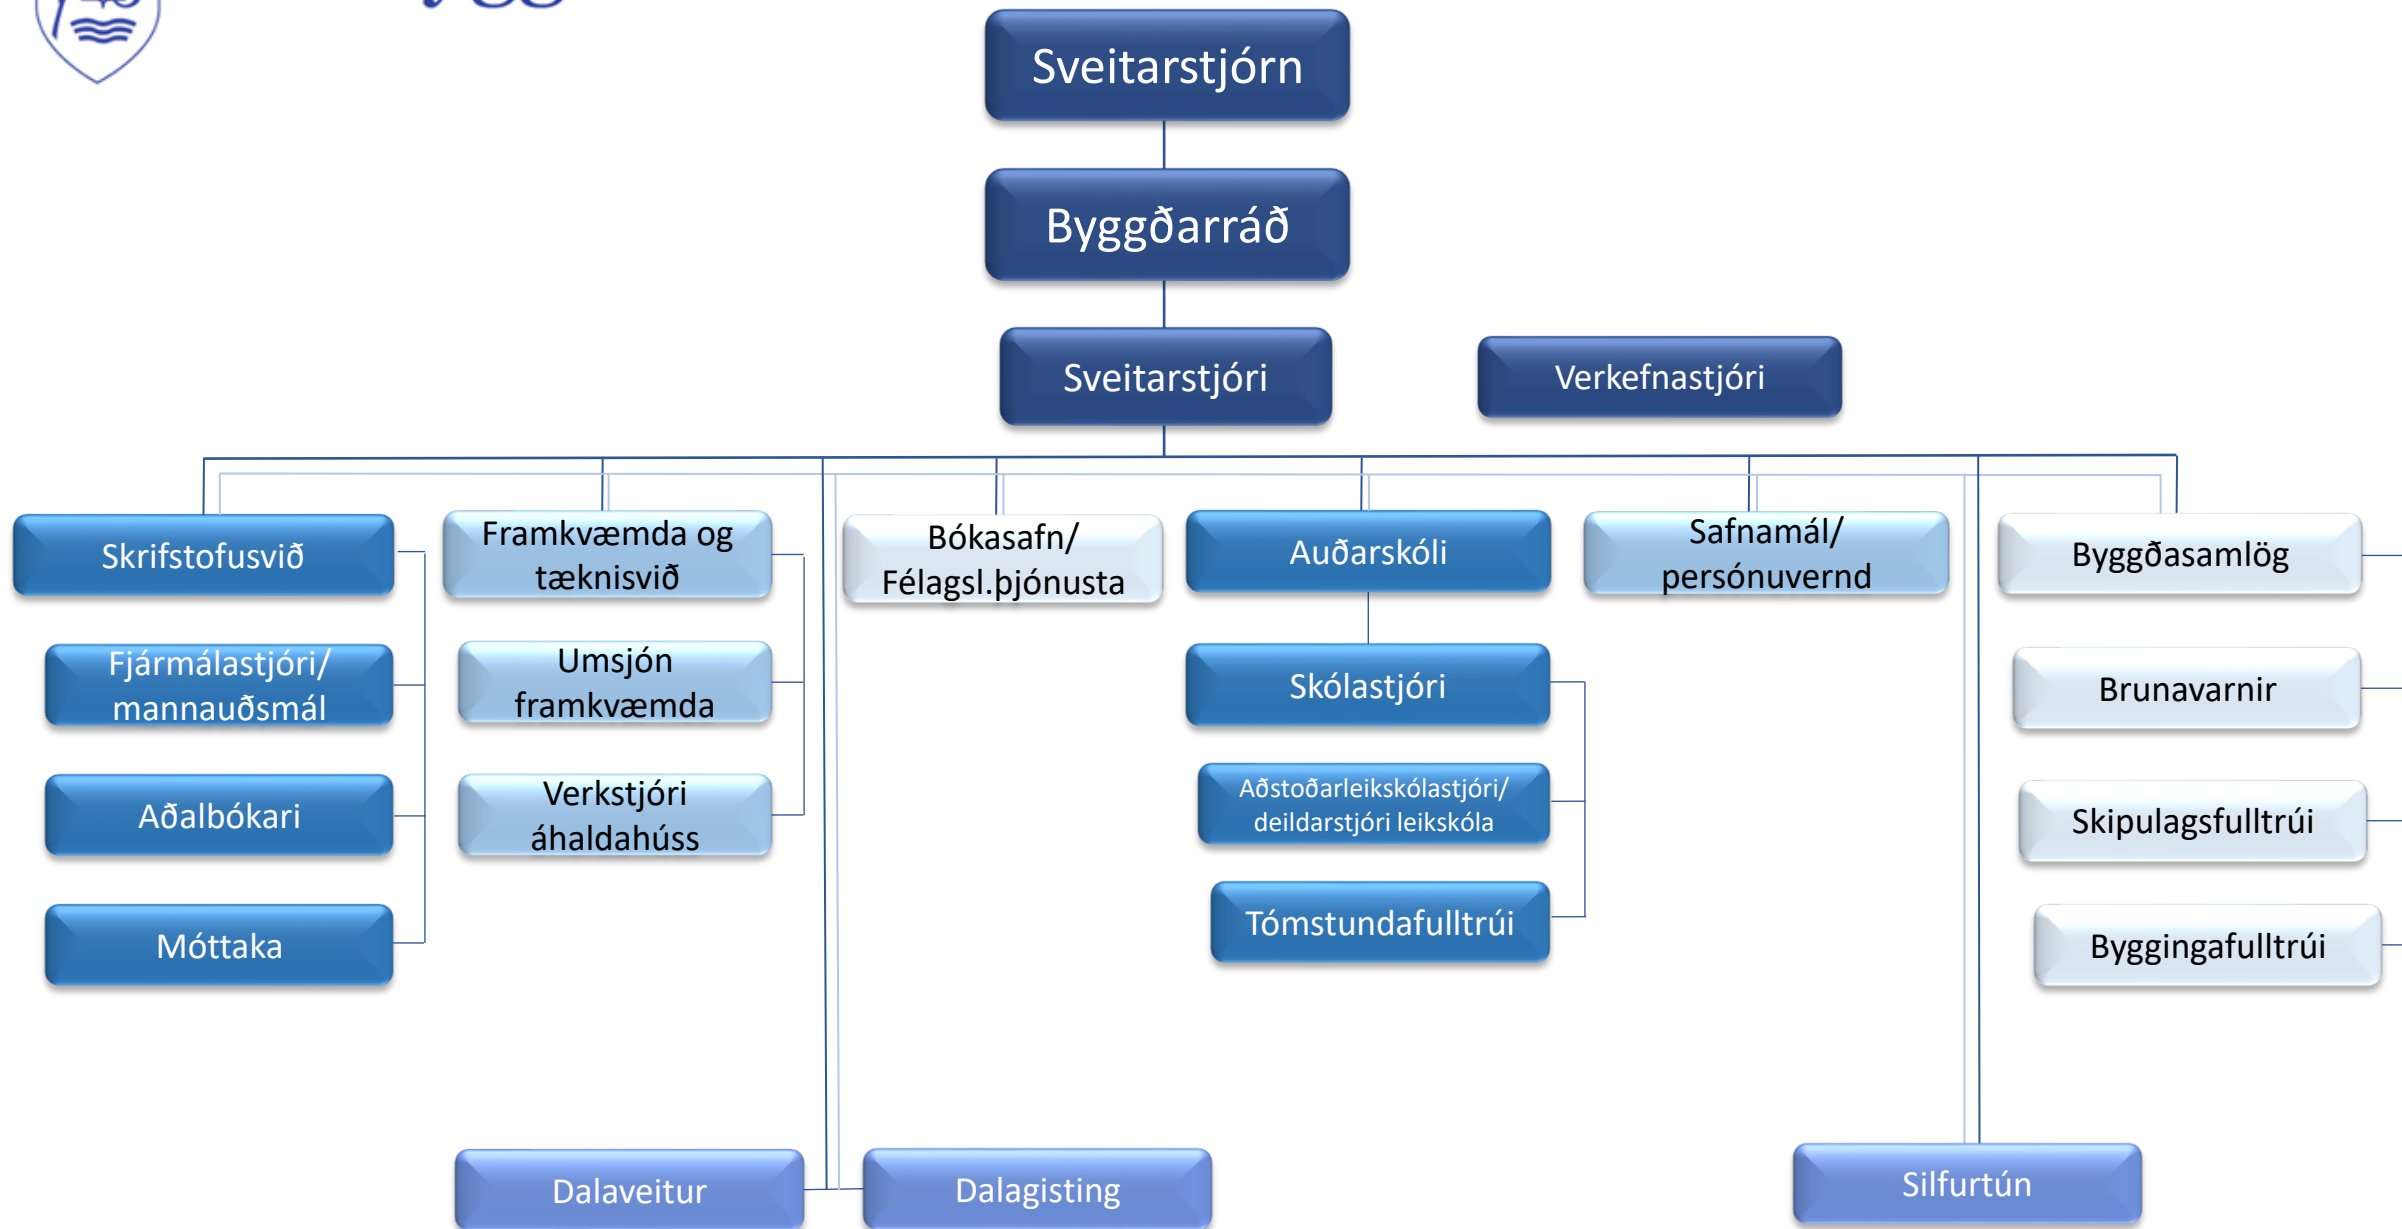 Sveitarstjórn
Byggðarráð
Sveitarstjóri
Verkefnastjóri
Skrifstofusvið
Framkvæmda og
tæknisvið
Bókasafn/
Félagsl.þjónusta
Auðarskóli
Safnamál/
persónuvernd
Byggðasamlög
Fjármálastjóri/
mannauðsmál
Umsjón
framkvæmda
Skólastjóri
Brunavarnir
Aðalbókari
Verkstjóri
áhaldahúss
Aðstoðarleikskólastjóri/
deildarstjóri leikskóla
Skipulagsfulltrúi
Móttaka
Tómstundafulltrúi
Byggingafulltrúi
Dalaveitur
Dalagisting
Silfurtún